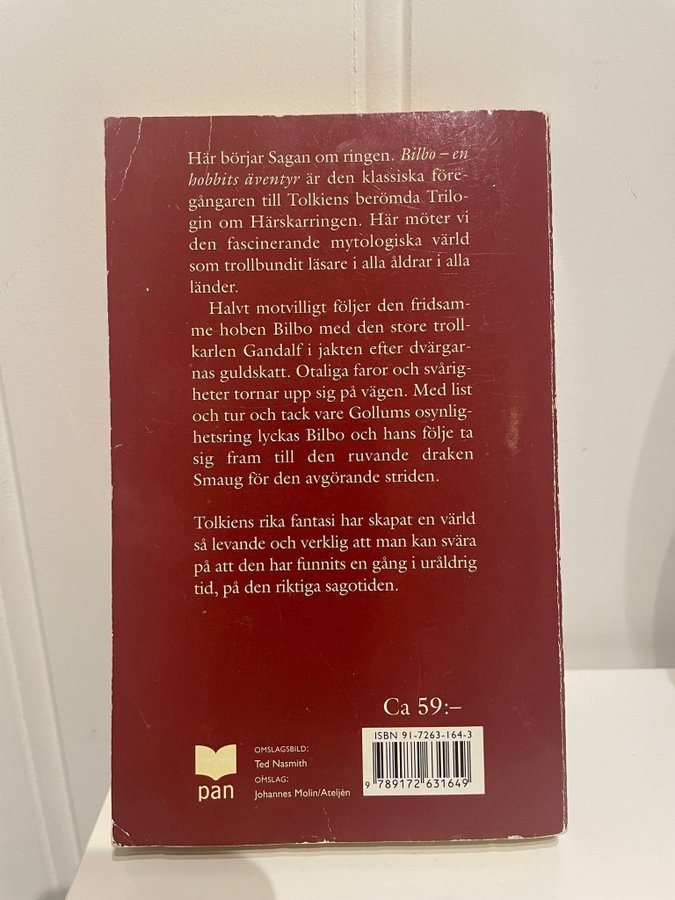 Här börjar Sagan om ringen. Bilbo – en
hobbits äventyr är den klassiska före-
gångaren till Tolkiens berömda Trilo-
gin om Härskarringen. Här möter vi
den fascinerande mytologiska värld
som trollbundit läsare i alla åldrar i alla
länder.
Halvt motvilligt följer den fridsam-
me hoben Bilbo med den store troll-
karlen Gandalf i jakten efter dvärgar-
nas guldskatt. Otaliga faror och svårig-
heter tornar upp sig på vägen. Med list
och tur och tack vare Gollums osynlig-
hetsring lyckas Bilbo och hans följe ta
sig fram till den ruvande draken
Smaug för den avgörande striden.
Tolkiens rika fantasi har skapat en värld
så levande och verklig att man kan svära
på att den har funnits en gång i uråldrig
tid, på den riktiga sagotiden.
Ca 59:–
ISBN 91-7263-164-3
9 789172 631649
pan
OMSLAGSBILD:
Ted Nasmith
OMSLAG:
Johannes Molin/Ateljén